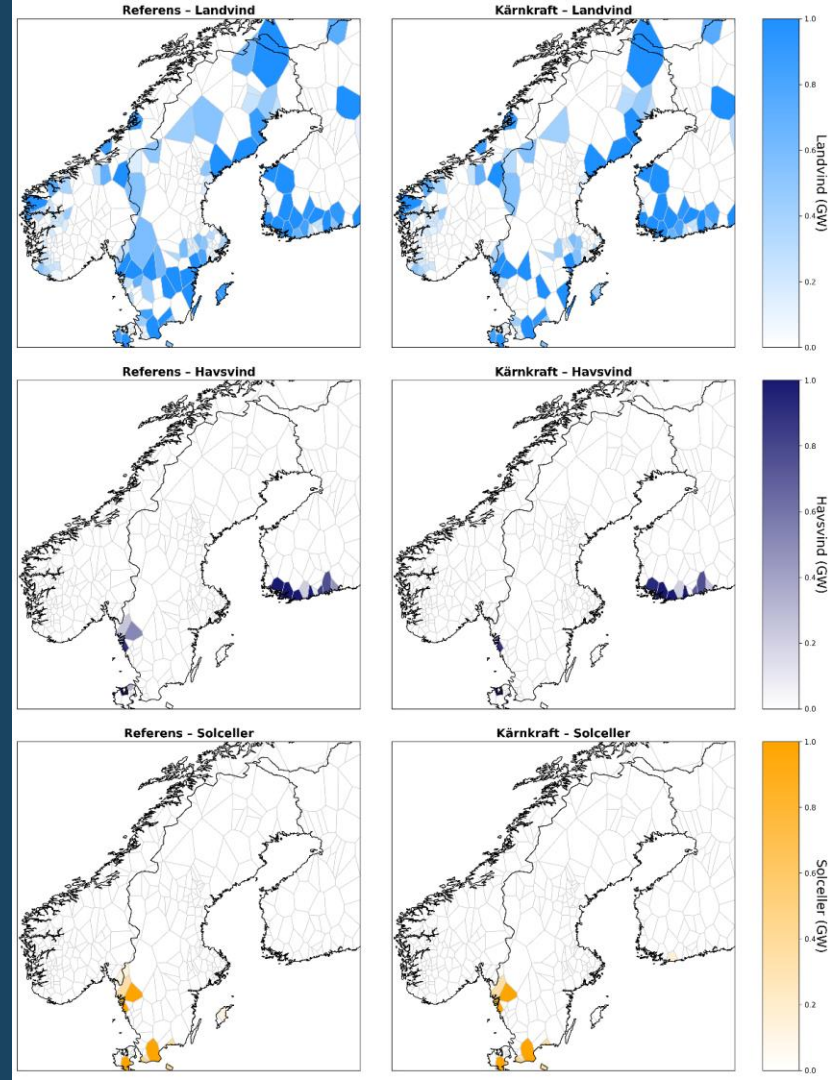 Referens – Landvind
Kärnkraft – Landvind
1.0
0.8
0.6
0.4
0.2
0.0
Landvind (GW)
Referens – Havsvind
Kärnkraft – Havsvind
1.0
0.8
0.6
0.4
0.2
0.0
Havsvind (GW)
Referens – Solceller
Kärnkraft – Solceller
1.0
0.8
0.6
0.4
0.2
0.0
Solceller (GW)